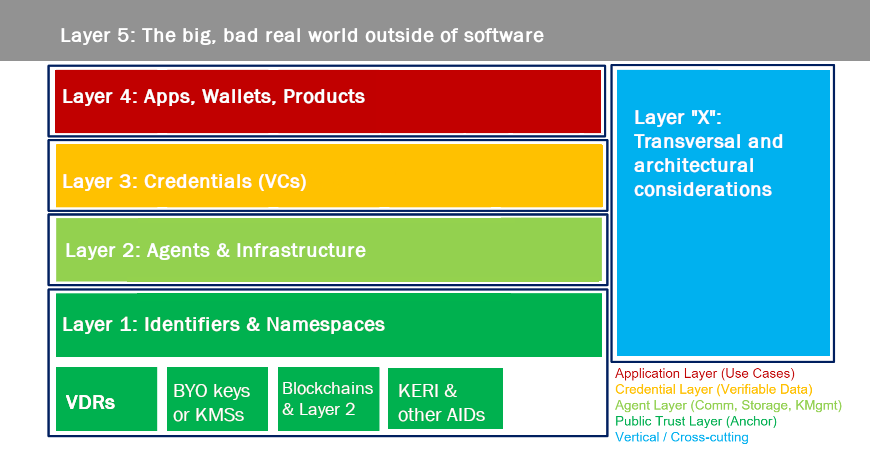 Layer 5: The big, bad real world outside of software
Layer 4: Apps, Wallets, Products
Layer 3: Credentials (VCs)
Layer 2: Agents & Infrastructure
Layer 1: Identifiers & Namespaces
VDRs
BYO keys
or KMSs
Blockchains
& Layer 2
KERI &
other AIDs
Layer "X":
Transversal and
architectural
considerations
Application Layer (Use Cases)
Credential Layer (Verifiable Data)
Agent Layer (Comm, Storage, KMgmt)
Public Trust Layer (Anchor)
Vertical / Cross-cutting